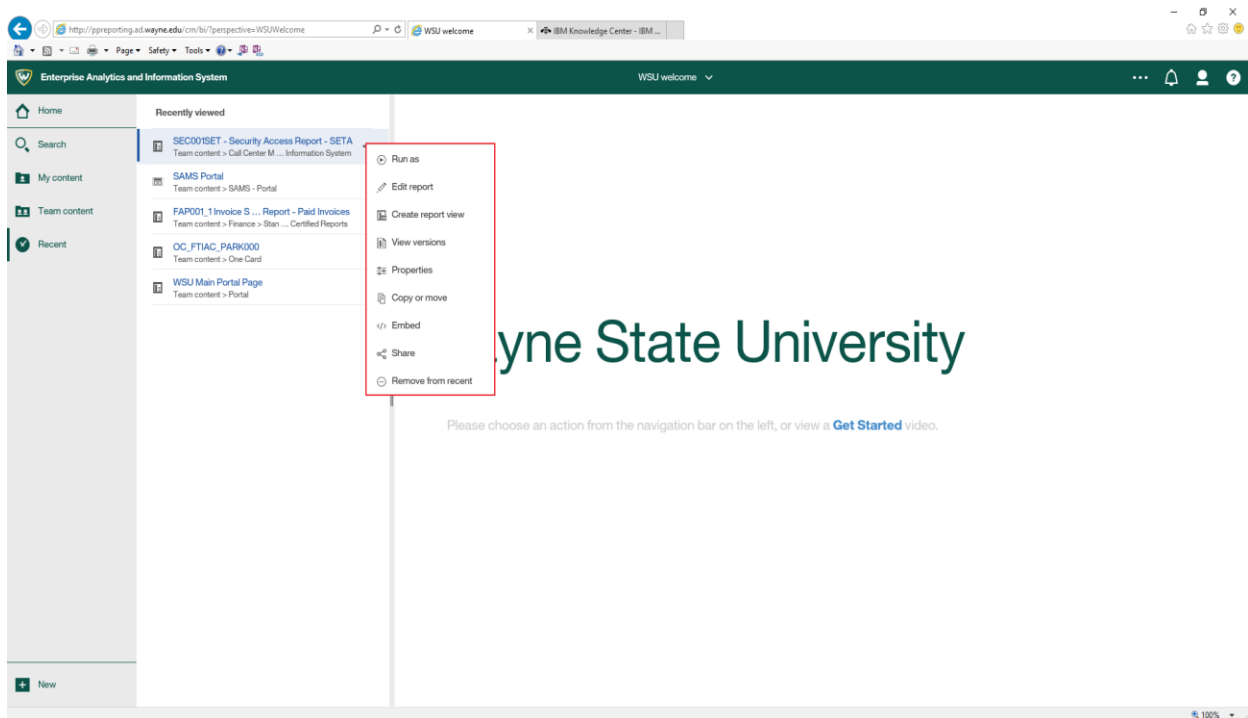 http://ppreporting.ad.wayne.edu/crn/bi/?perspective=WSUWelcome
WSU welcome
IBM Knowledge Center - IBM ...
Page
Safety
Tools
Enterprise Analytics and Information System
WSU welcome
Home
Search
My content
Team content
Recent
New
Recently viewed
SEC001SET - Security Access Report - SETA
Team content > Call Center M ... Information System
SAMS Portal
Team content > SAMS - Portal
FAP001_1 Invoice S ... Report - Paid Invoices
Team content > Finance > Stan ... Certified Reports
OC_FTIAC_PARK000
Team content > One Card
WSU Main Portal Page
Team content > Portal
Run as
Edit report
Create report view
View versions
Properties
Copy or move
Embed
Share
Remove from recent
yne State University
Please choose an action from the navigation bar on the left, or view a Get Started video.
100%